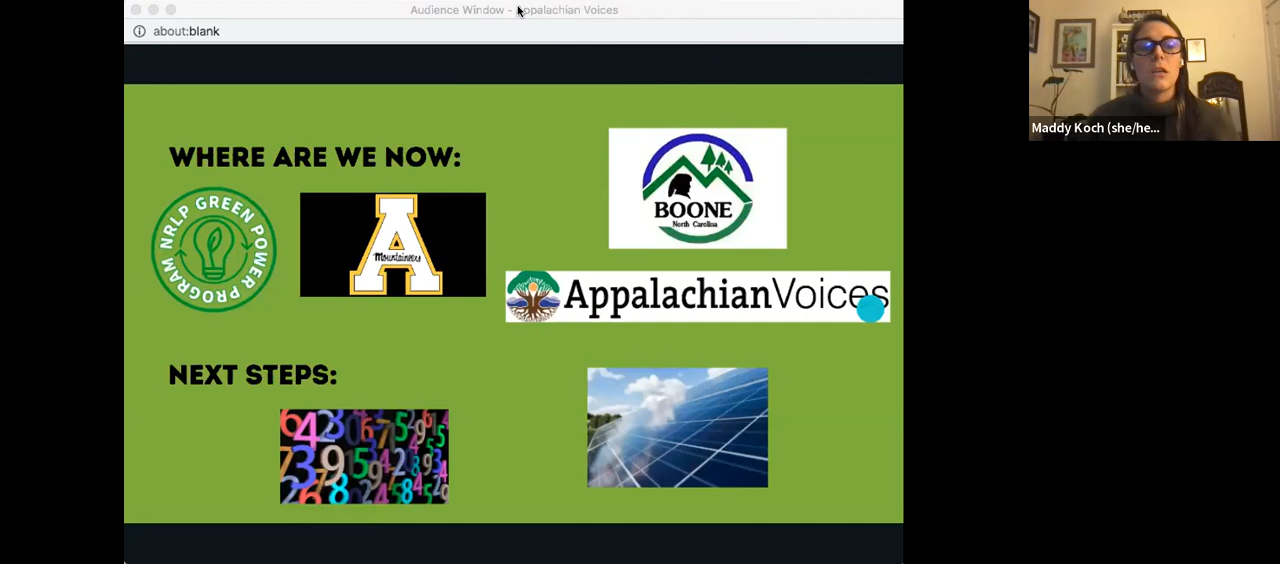 Audience Window - Appalachian Voices
about:blank
WHERE ARE WE NOW:
NRLP GREEN POWER PROGRAM
A
Mountaineers
BOONE
North Carolina
AppalachianVoices
NEXT STEPS:
Maddy Koch (she/he...